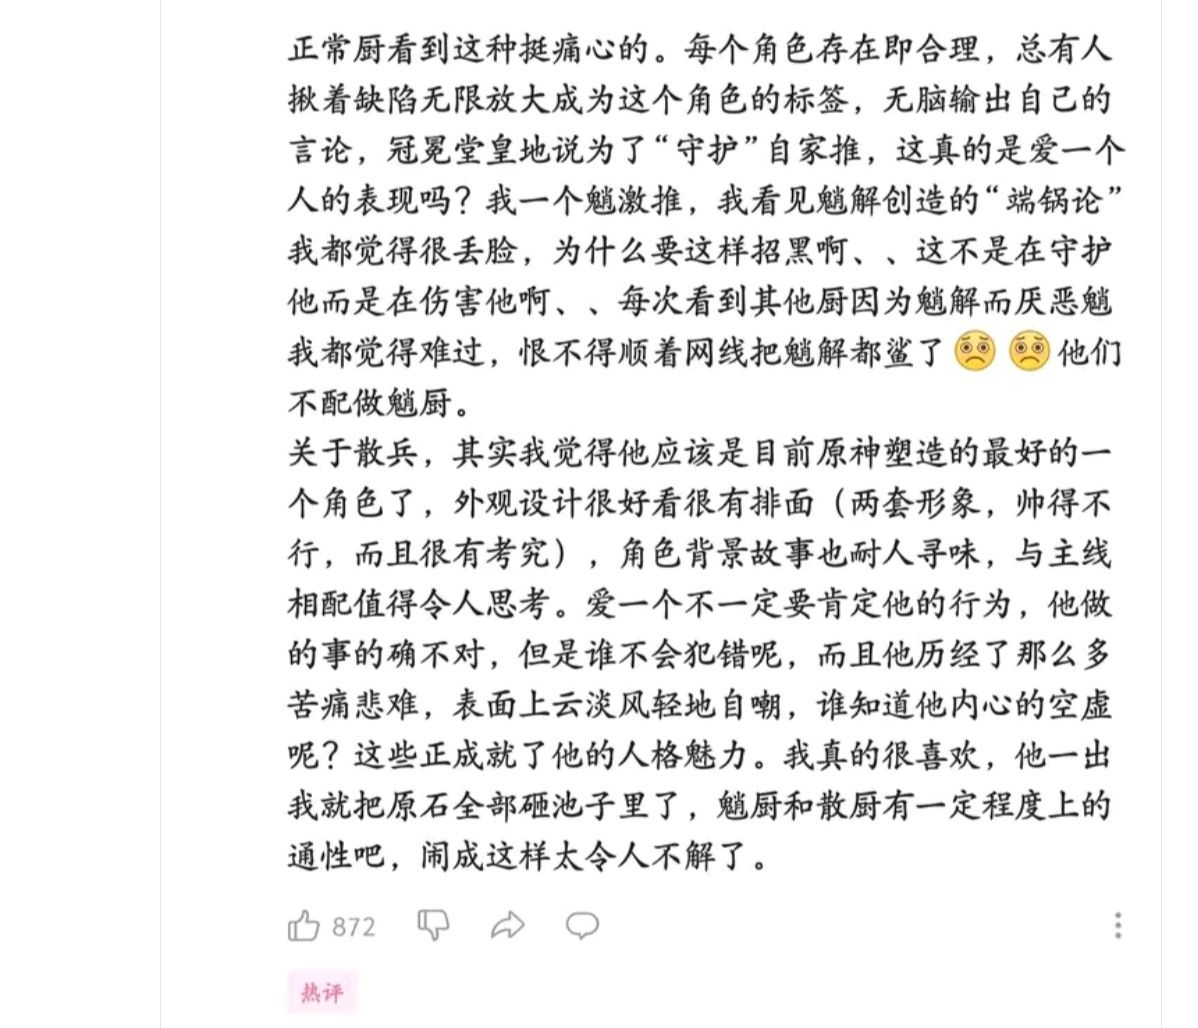 正常厨看到这种挺痛心的。每个角色存在即合理，总有人
揪着缺陷无限放大成为这个角色的标签，无脑输出自己的
言论，冠冕堂皇地说为了“守护”自家推，这真的是爱一个
人的表现吗？我一个魈激推，我看见魈解创造的“端锅论”
我都觉得很丢脸，为什么要这样招黑啊、、这不是在守护
他而是在伤害他啊、、每次看到其他厨因为魈解而厌恶魈
我都觉得难过，恨不得顺着网线把魈解都鲨了😟😟他们
不配做魈厨。
关于散兵，其实我觉得他应该是目前原神塑造的最好的一
个角色了，外观设计很好看很有排面（两套形象，帅得不
行，而且很有考究），角色背景故事也耐人寻味，与主线
相配值得令人思考。爱一个不一定要肯定他的行为，他做
的事的确不对，但是谁不会犯错呢，而且他历经了那么多
苦痛悲难，表面上云淡风轻地自嘲，谁知道他内心的空虚
呢？这些正成就了他的人格魅力。我真的很喜欢，他一出
我就把原石全部砸池子里了，魈厨和散厨有一定程度上的
通性吧，闹成这样太令人不解了。
872
热评